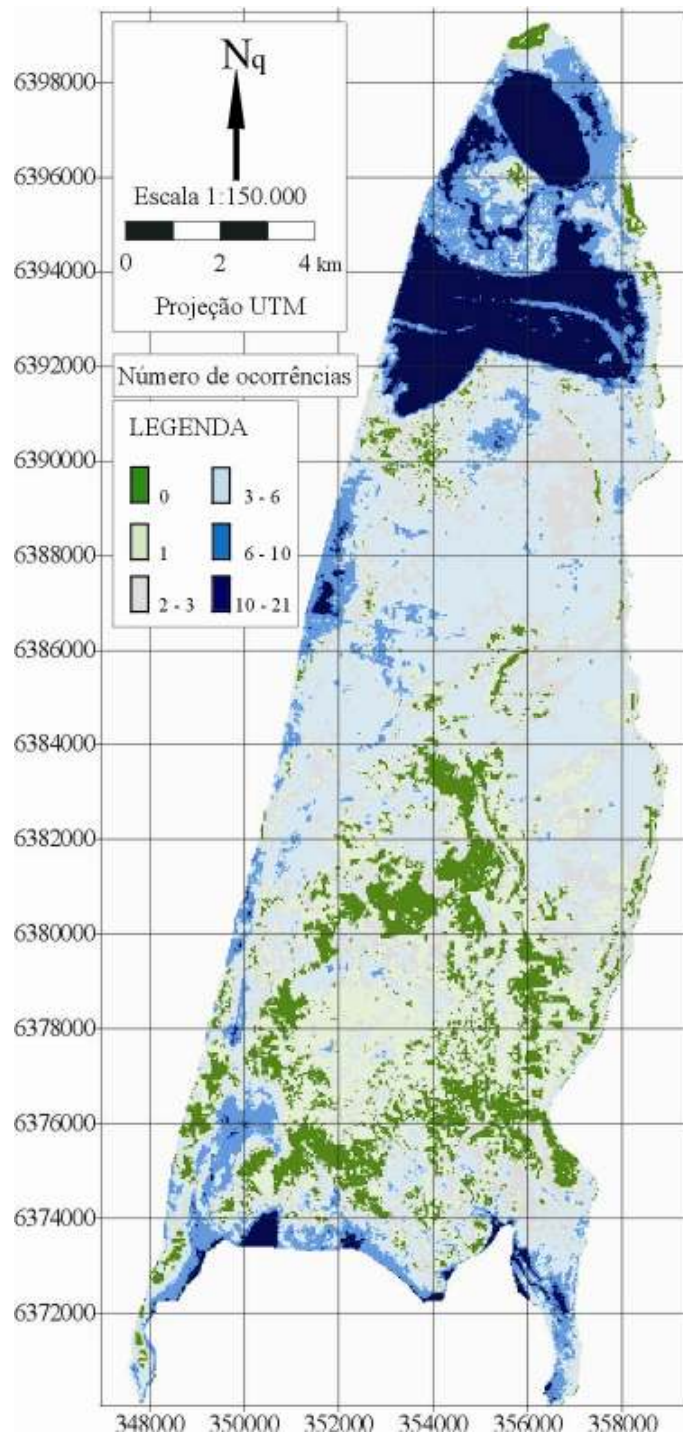 Nq
Escala 1:150.000
0 2 4 km
Projeção UTM
Número de ocorrências
LEGENDA
0
3 - 6
1
6 - 10
2 - 3
10 - 21
6398000
6396000
6394000
6392000
6390000
6388000
6386000
6384000
6382000
6380000
6378000
6376000
6374000
6372000
348000 350000 352000 354000 356000 358000